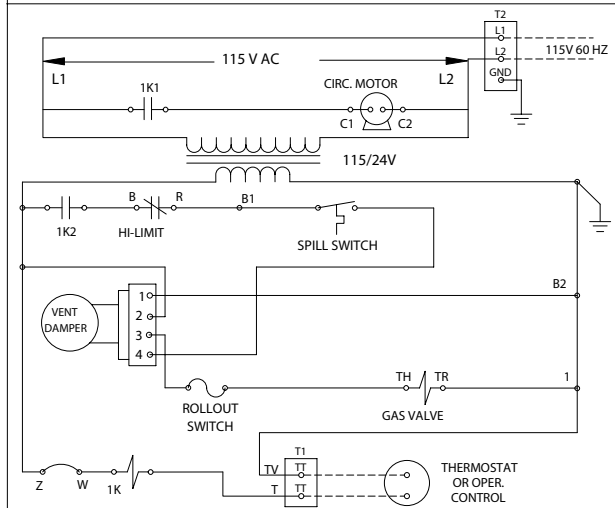 T2
L1
115 V AC
L2
115V 60 HZ
L1
L2
GND
1K1
CIRC. MOTOR
C1
C2
115/24V
B
R
B1
1K2
HI-LIMIT
SPILL SWITCH
B2
VENT
DAMPER
1
2
3
4
TH
TR
1
ROLLOUT
SWITCH
GAS VALVE
T1
TV
TT
T
TT
THERMOSTAT
OR OPER.
CONTROL
Z
W
1K